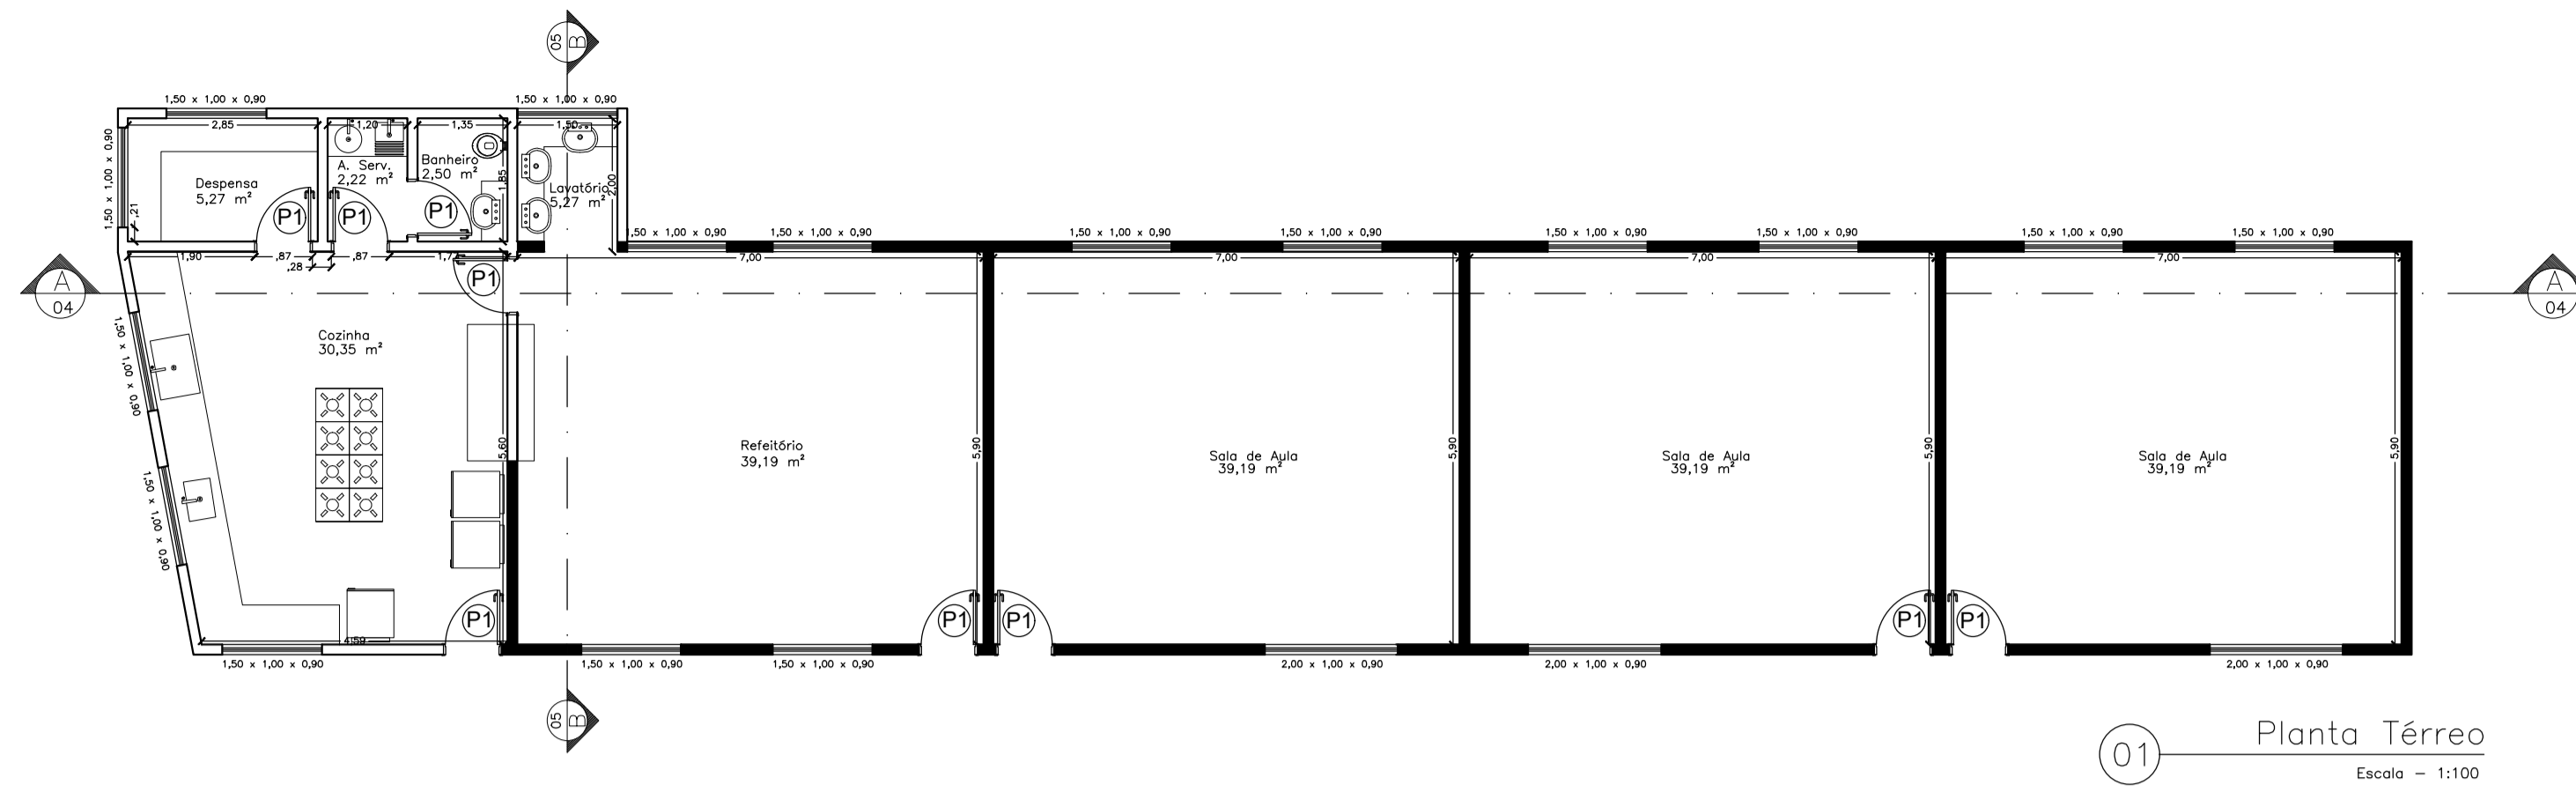 05
B
1,50 x 1,00 x 0,90
1,50 x 1,00 x 0,90
2,85
1,20
1,35
1,50
1,50 x 1,00 x 0,90
A. Serv.
2,22 m²
Banheiro
2,50 m²
1,85
Despensa
5,27 m²
Lavatório
5,27 m²
2,00
,21
P1
P1
P1
1,50 x 1,00 x 0,90
1,50 x 1,00 x 0,90
1,50 x 1,00 x 0,90
1,50 x 1,00 x 0,90
1,50 x 1,00 x 0,90
1,50 x 1,00 x 0,90
1,50 x 1,00 x 0,90
1,50 x 1,00 x 0,90
1,90
,87
,28
,87
7,00
7,00
7,00
7,00
A
04
P1
A
04
Cozinha
30,35 m²
1,50 x 1,00 x 0,90
5,60
Refeitório
39,19 m²
5,90
Sala de Aula
39,19 m²
5,90
Sala de Aula
39,19 m²
5,90
Sala de Aula
39,19 m²
5,90
1,50 x 1,00 x 0,90
P1
P1
P1
P1
P1
4,59
1,50 x 1,00 x 0,90
1,50 x 1,00 x 0,90
1,50 x 1,00 x 0,90
2,00 x 1,00 x 0,90
2,00 x 1,00 x 0,90
2,00 x 1,00 x 0,90
05
B
01
Planta Térreo
Escala - 1:100